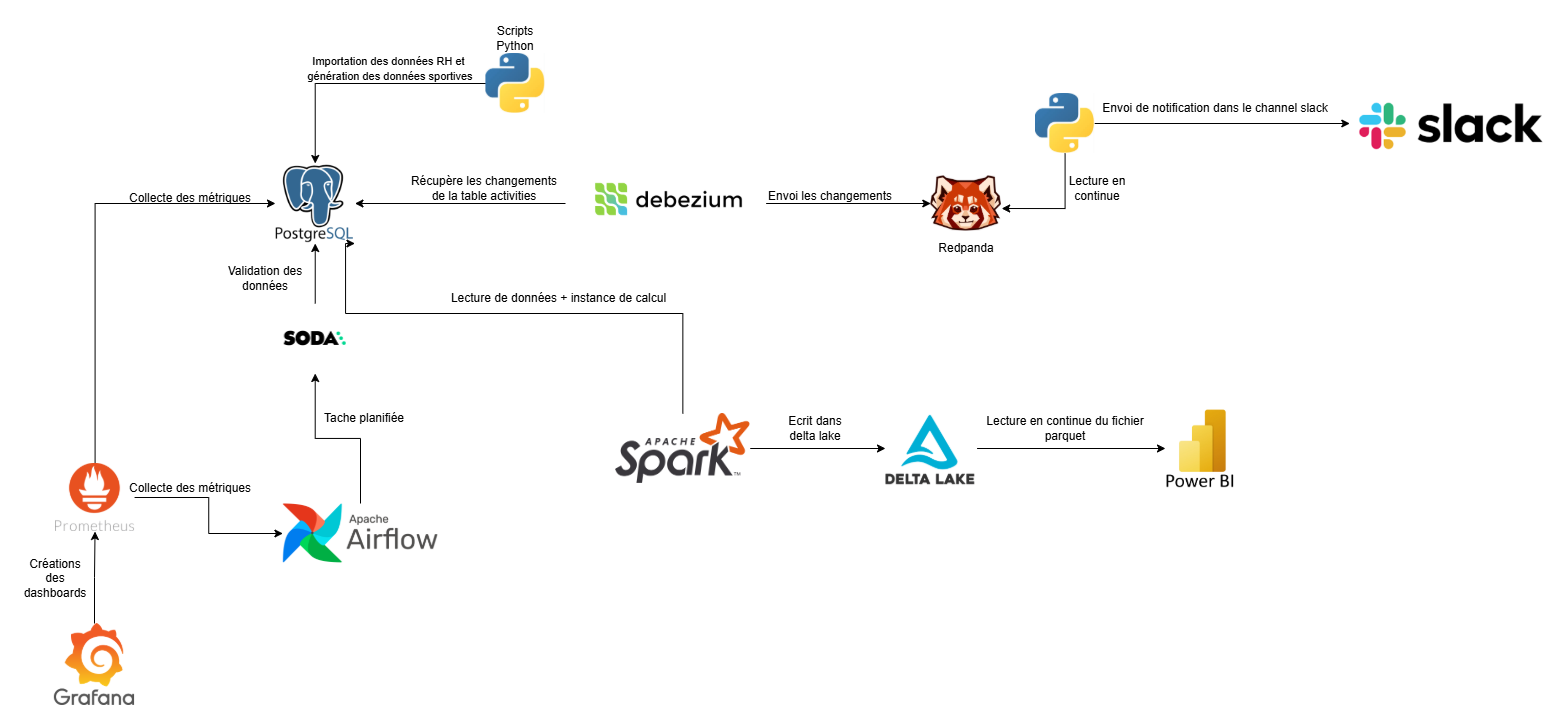 Scripts
Python
Importation des données RH et
génération des données sportives
Envoi de notification dans le channel slack
slack
Collecte des métriques
Récupère les changements
de la table activities
debezium
Envoi les changements
Lecture en
continue
PostgreSQL
Redpanda
Validation des
données
Lecture de données + instance de calcul
SODA
Tache planifiée
Ecrit dans
delta lake
Lecture en continue du fichier
parquet
APACHE
Spark™
DELTA LAKE
Power BI
Collecte des métriques
Prometheus
Apache
Airflow
Créations
des
dashboards
Grafana